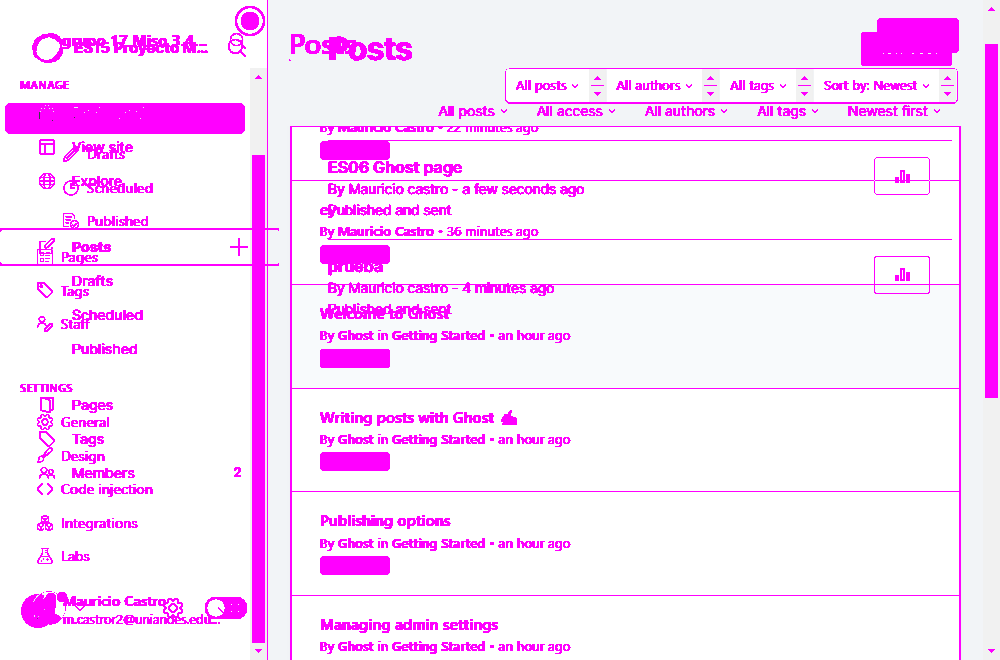 grupo 17 Miso 3 4
ES15 Proyecto M...
MANAGE
View site
Drafts
Explore
Scheduled
Published
Posts
Pages
Drafts
Tags
Scheduled
Staff
Published
SETTINGS
Pages
General
Tags
Design
Members 2
Code injection
Integrations
Labs
Mauricio Castro
Posts
Posts
All posts All authors All tags Sort by: Newest
All posts All access All authors All tags Newest first
By Mauricio Castro • 22 minutes ago
ES06 Ghost page
By Mauricio castro - a few seconds ago
Published and sent
By Mauricio Castro • 36 minutes ago
prueba
By Mauricio castro - 4 minutes ago
Published and sent
Welcome to Ghost
By Ghost in Getting Started • an hour ago
Writing posts with Ghost ✍
By Ghost in Getting Started • an hour ago
Publishing options
By Ghost in Getting Started • an hour ago
Managing admin settings
By Ghost in Getting Started • an hour ago